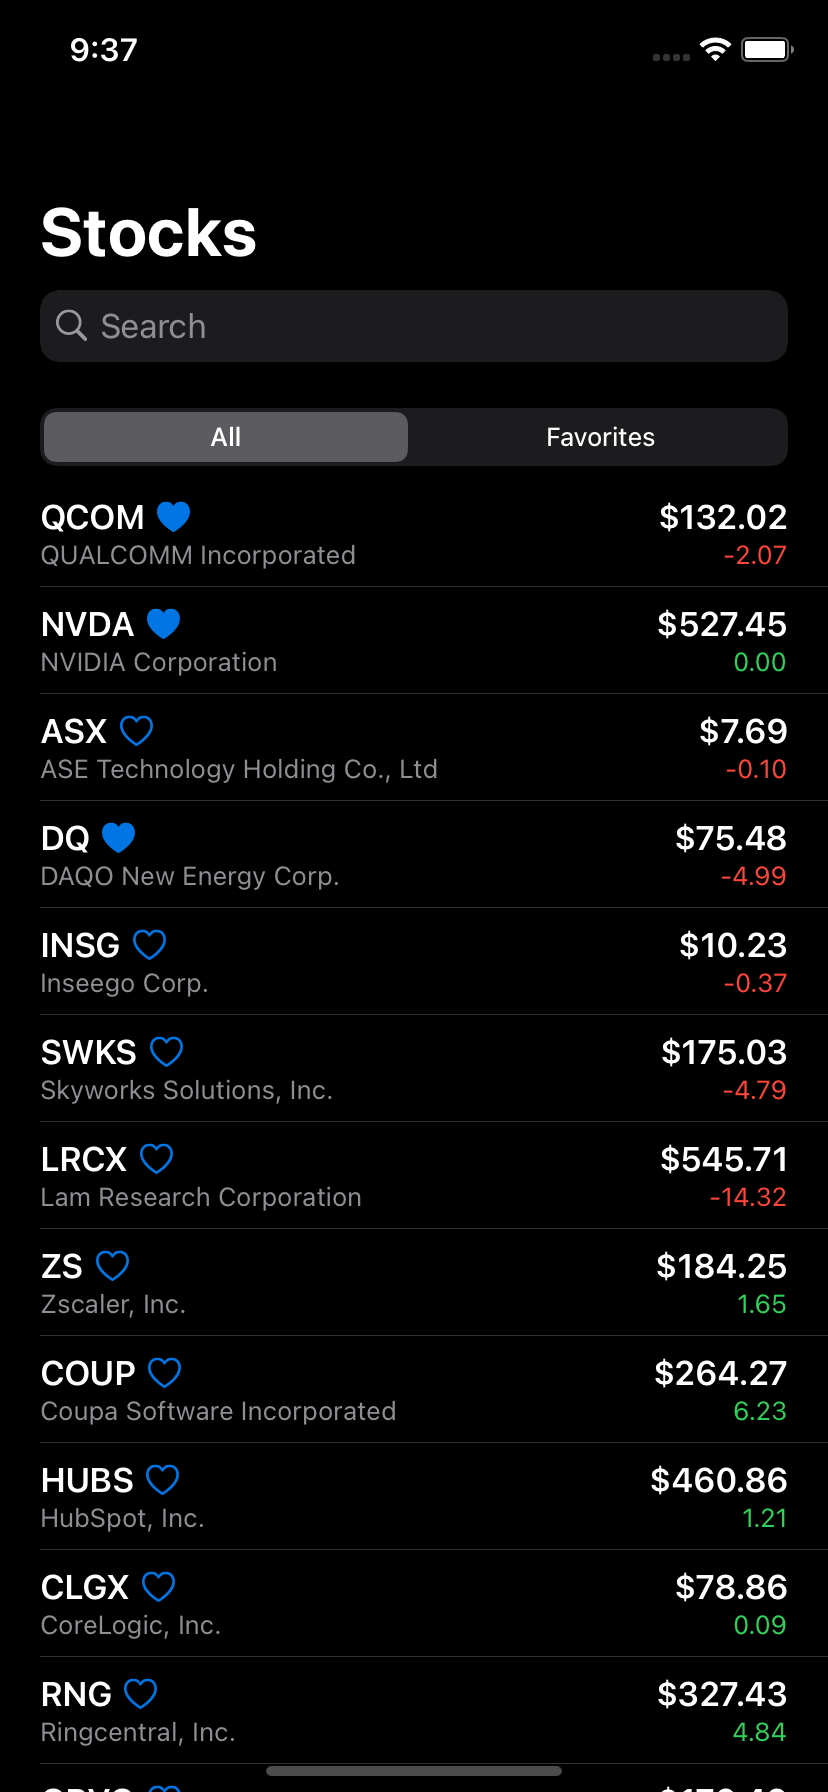 9:37
Stocks
Search
All Favorites
QCOM $132.02
QUALCOMM Incorporated -2.07
NVDA $527.45
NVIDIA Corporation 0.00
ASX $7.69
ASE Technology Holding Co., Ltd -0.10
DQ $75.48
DAQO New Energy Corp. -4.99
INSG $10.23
Inseego Corp. -0.37
SWKS $175.03
Skyworks Solutions, Inc. -4.79
LRCX $545.71
Lam Research Corporation -14.32
ZS $184.25
Zscaler, Inc. 1.65
COUP $264.27
Coupa Software Incorporated 6.23
HUBS $460.86
HubSpot, Inc. 1.21
CLGX $78.86
CoreLogic, Inc. 0.09
RNG $327.43
Ringcentral, Inc. 4.84